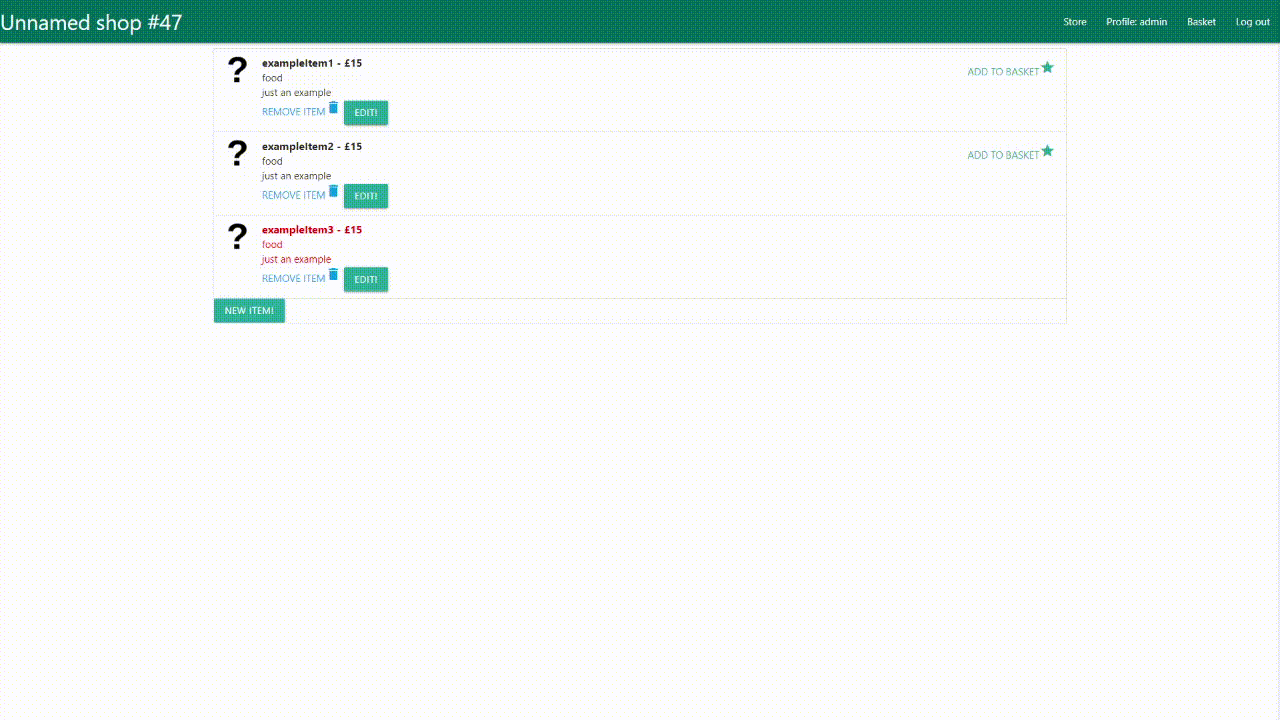 Unnamed shop #47
Store Profile: admin Basket Log out
?
exampleItem1 - £15
food
just an example
REMOVE ITEM EDIT!
ADD TO BASKET
?
exampleItem2 - £15
food
just an example
REMOVE ITEM EDIT!
ADD TO BASKET
?
exampleItem3 - £15
food
just an example
REMOVE ITEM EDIT!
NEW ITEM!